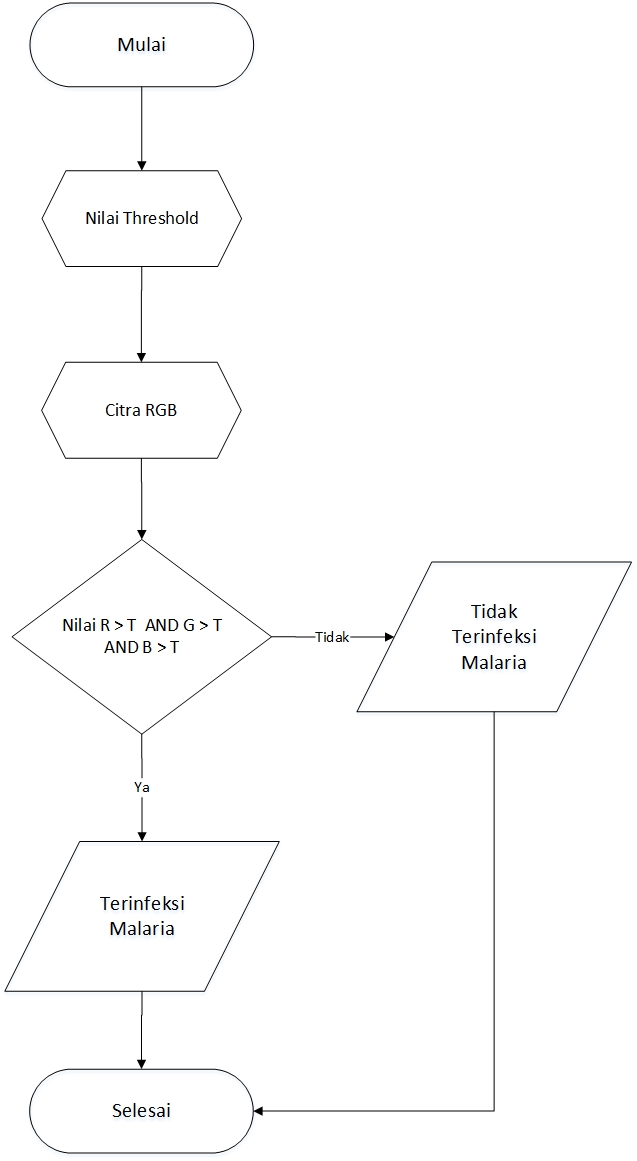 Mulai
Nilai Threshold
Citra RGB
Nilai R > T AND G > T
AND B > T
Tidak
Tidak
Terinfeksi
Malaria
Ya
Terinfeksi
Malaria
Selesai